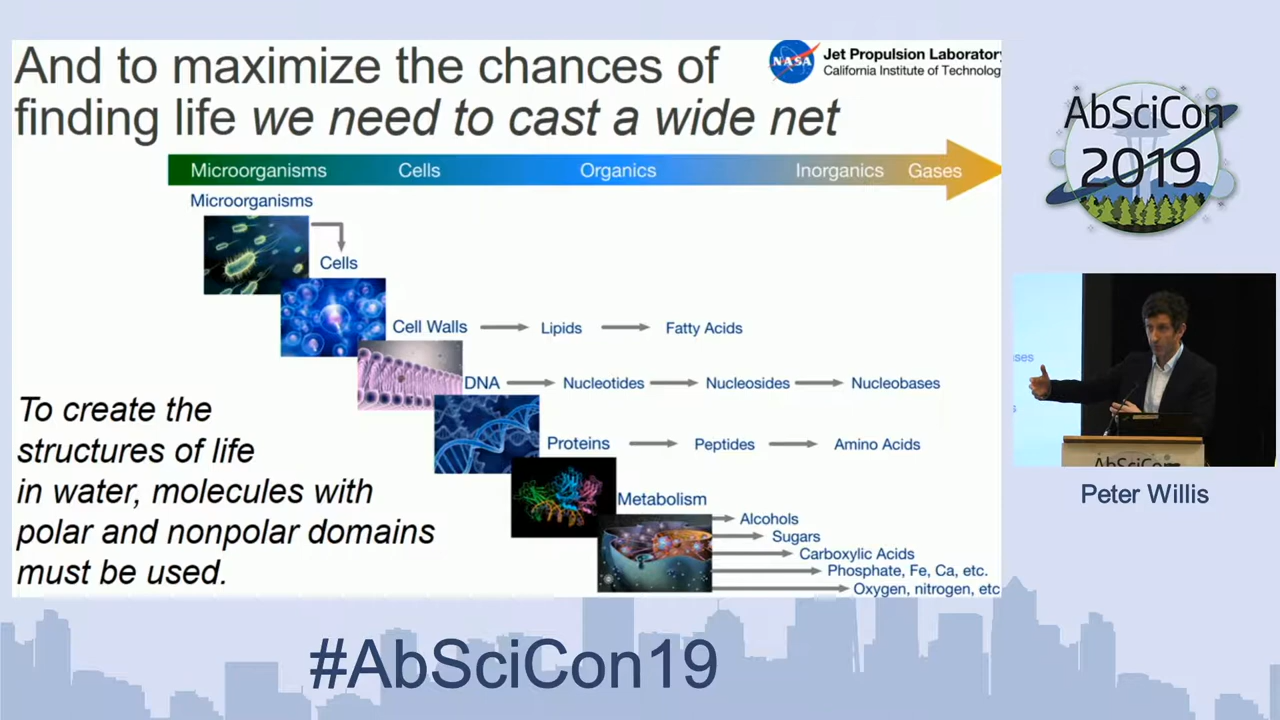 And to maximize the chances of
finding life we need to cast a wide net
NASA
Jet Propulsion Laboratory
California Institute of Technolog
Microorganisms Cells Organics Inorganics Gases
Microorganisms
Cells
Cell Walls Lipids Fatty Acids
DNA Nucleotides Nucleosides Nucleobases
Proteins Peptides Amino Acids
Metabolism
Alcohols
Sugars
Carboxylic Acids
Phosphate, Fe, Ca, etc.
Oxygen, nitrogen, etc
To create the
structures of life
in water, molecules with
polar and nonpolar domains
must be used.
AbSciCon
2019
AbSciCon
Peter Willis
#AbSciCon19